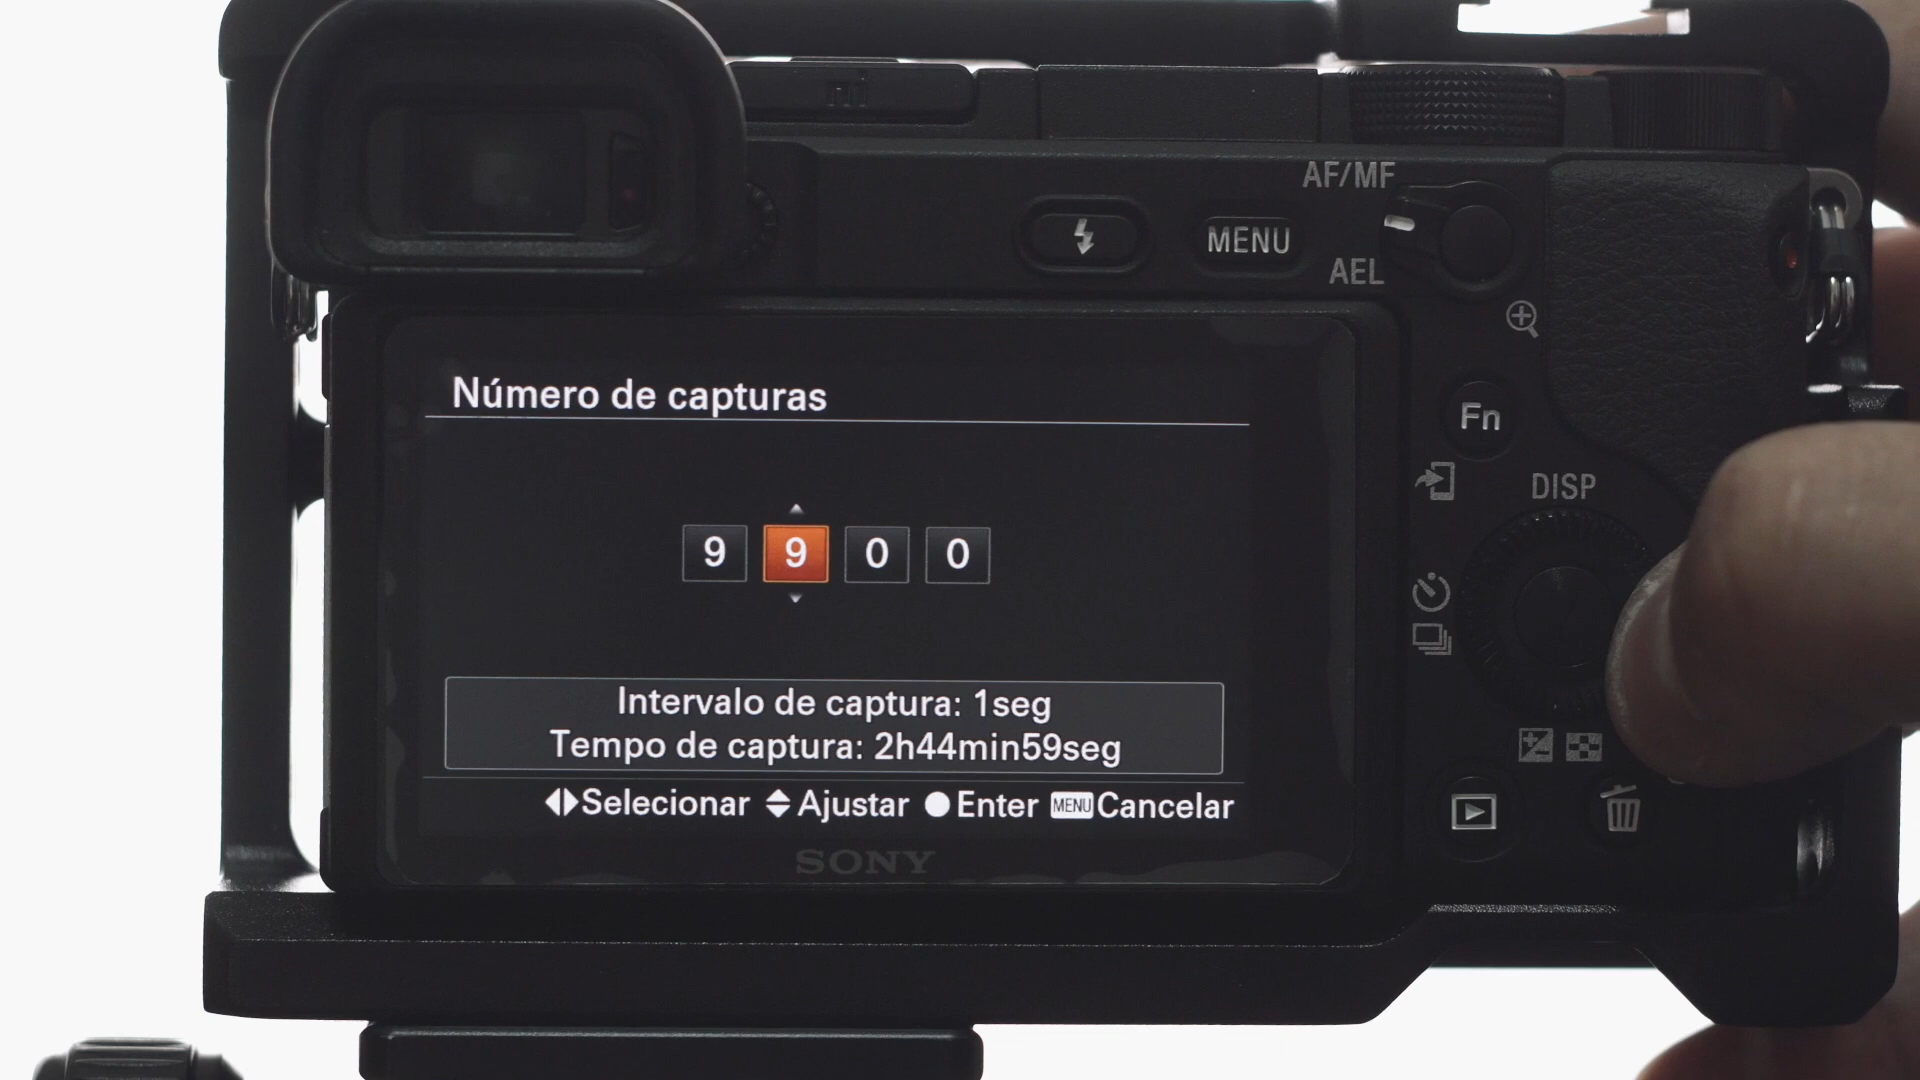 mi
AF/MF
MENU
AEL
Fn
DISP
Número de capturas
9 9 0 0
Intervalo de captura: 1seg
Tempo de captura: 2h44min59seg
Selecionar Ajustar Enter MENU Cancelar
SONY